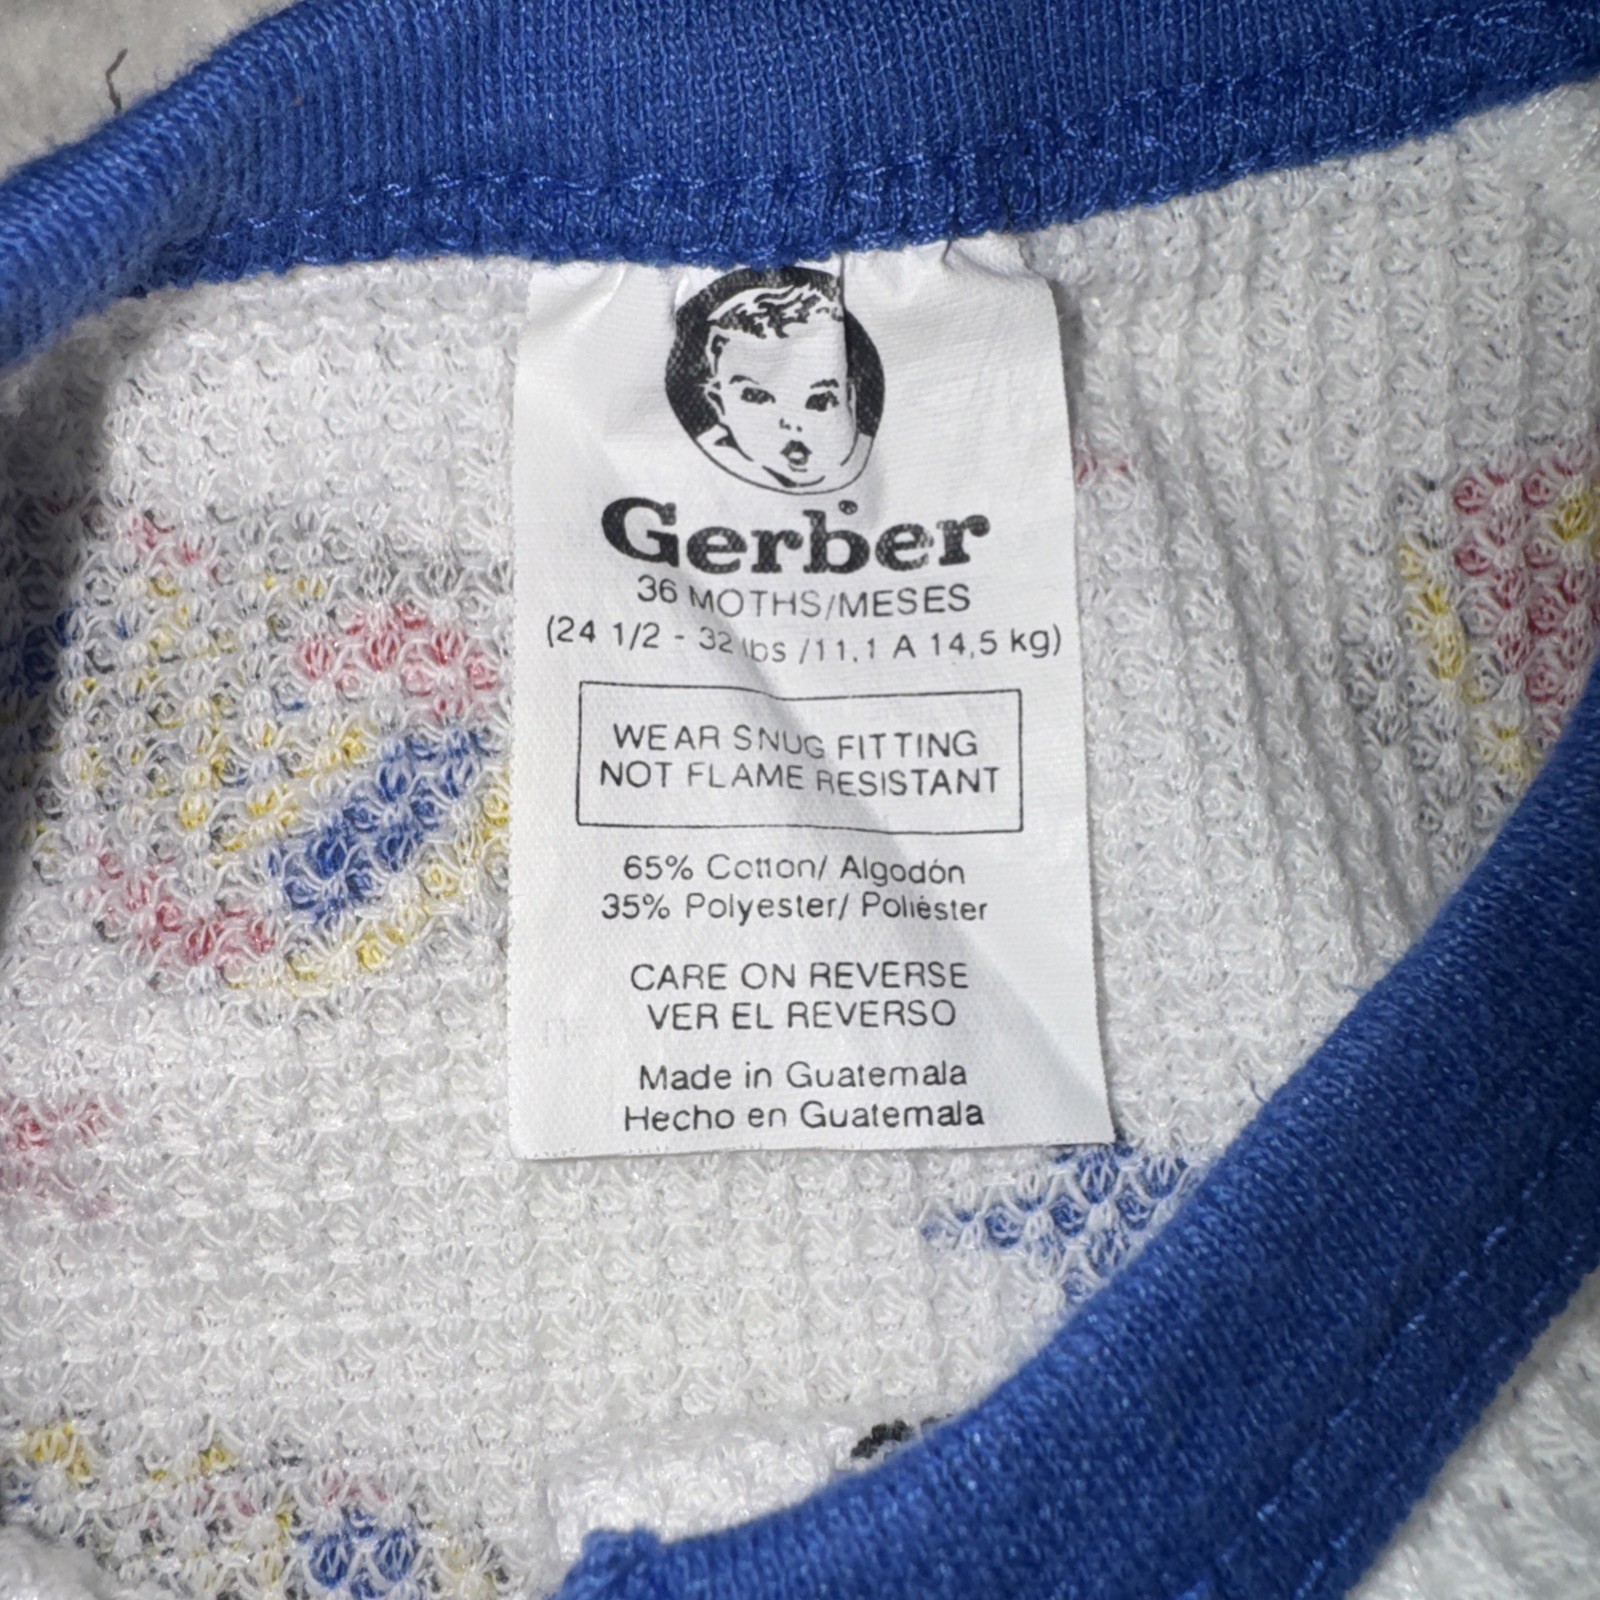 Gerber
36 MOTHS/MESES
(24 1/2 - 32 lbs /11,1 A 14,5 kg)
WEAR SNUG FITTING
NOT FLAME RESISTANT
65% Cotton/ Algodón
35% Polyester/ Poliéster
CARE ON REVERSE
VER EL REVERSO
Made in Guatemala
Hecho en Guatemala